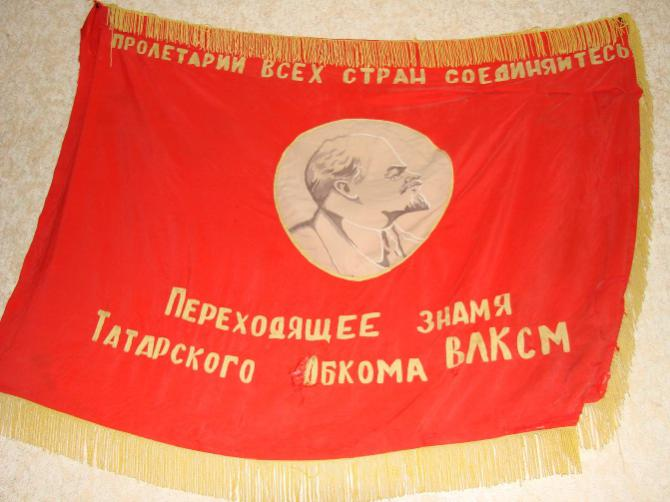 ПРОЛЕТАРИИ ВСЕХ СТРАН СОЕДИНЯЙТЕСЬ
ПЕРЕХОДЯЩЕЕ ЗНАМЯ
ТАТАРСКОГО ОБКОМА ВЛКСМ